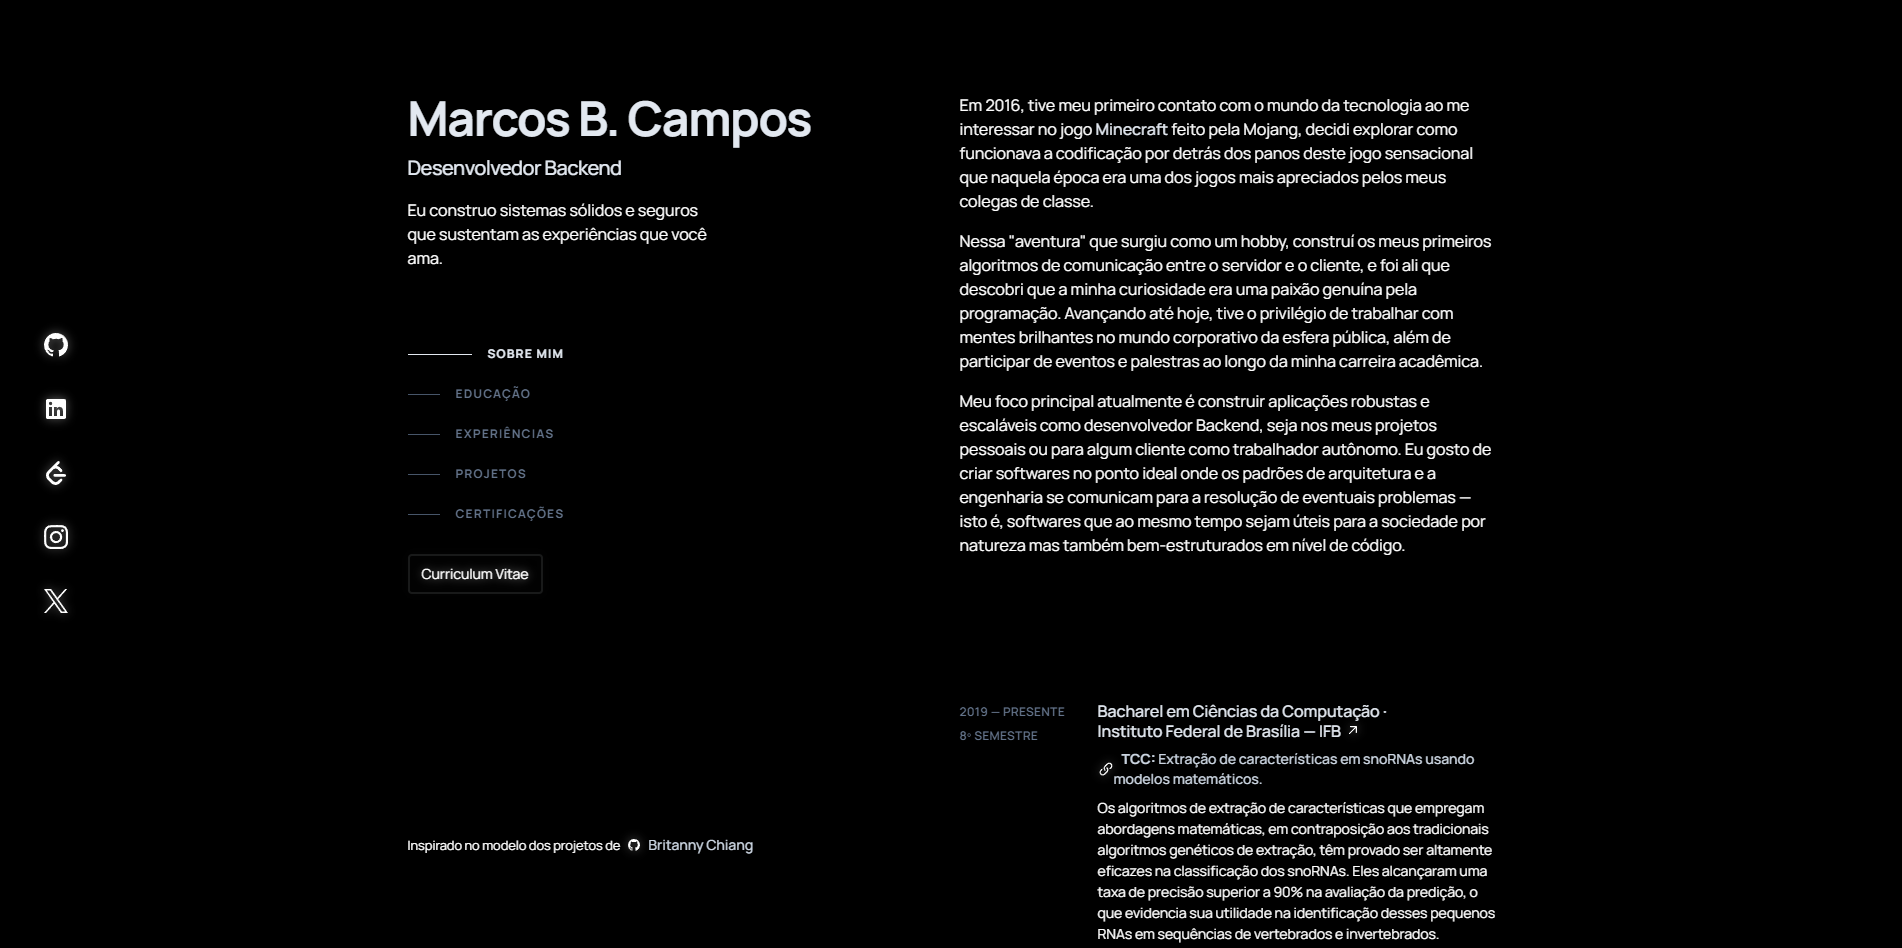 Marcos B. Campos
Desenvolvedor Backend
Eu construo sistemas sólidos e seguros
que sustentam as experiências que você
ama.
SOBRE MIM
EDUCAÇÃO
EXPERIÊNCIAS
PROJETOS
CERTIFICAÇÕES
Curriculum Vitae
Inspirado no modelo dos projetos de Britanny Chiang
Em 2016, tive meu primeiro contato com o mundo da tecnologia ao me
interessar no jogo Minecraft feito pela Mojang, decidi explorar como
funcionava a codificação por detrás dos panos deste jogo sensacional
que naquela época era uma dos jogos mais apreciados pelos meus
colegas de classe.
Nessa "aventura" que surgiu como um hobby, construí os meus primeiros
algoritmos de comunicação entre o servidor e o cliente, e foi ali que
descobri que a minha curiosidade era uma paixão genuína pela
programação. Avançando até hoje, tive o privilégio de trabalhar com
mentes brilhantes no mundo corporativo da esfera pública, além de
participar de eventos e palestras ao longo da minha carreira acadêmica.
Meu foco principal atualmente é construir aplicações robustas e
escaláveis como desenvolvedor Backend, seja nos meus projetos
pessoais ou para algum cliente como trabalhador autônomo. Eu gosto de
criar softwares no ponto ideal onde os padrões de arquitetura e a
engenharia se comunicam para a resolução de eventuais problemas —
isto é, softwares que ao mesmo tempo sejam úteis para a sociedade por
natureza mas também bem-estruturados em nível de código.
2019 — PRESENTE
8º SEMESTRE
Bacharel em Ciências da Computação ·
Instituto Federal de Brasília — IFB
TCC: Extração de características em snoRNAs usando
modelos matemáticos.
Os algoritmos de extração de características que empregam
abordagens matemáticas, em contraposição aos tradicionais
algoritmos genéticos de extração, têm provado ser altamente
eficazes na classificação dos snoRNAs. Eles alcançaram uma
taxa de precisão superior a 90% na avaliação da predição, o
que evidencia sua utilidade na identificação desses pequenos
RNAs em sequências de vertebrados e invertebrados.